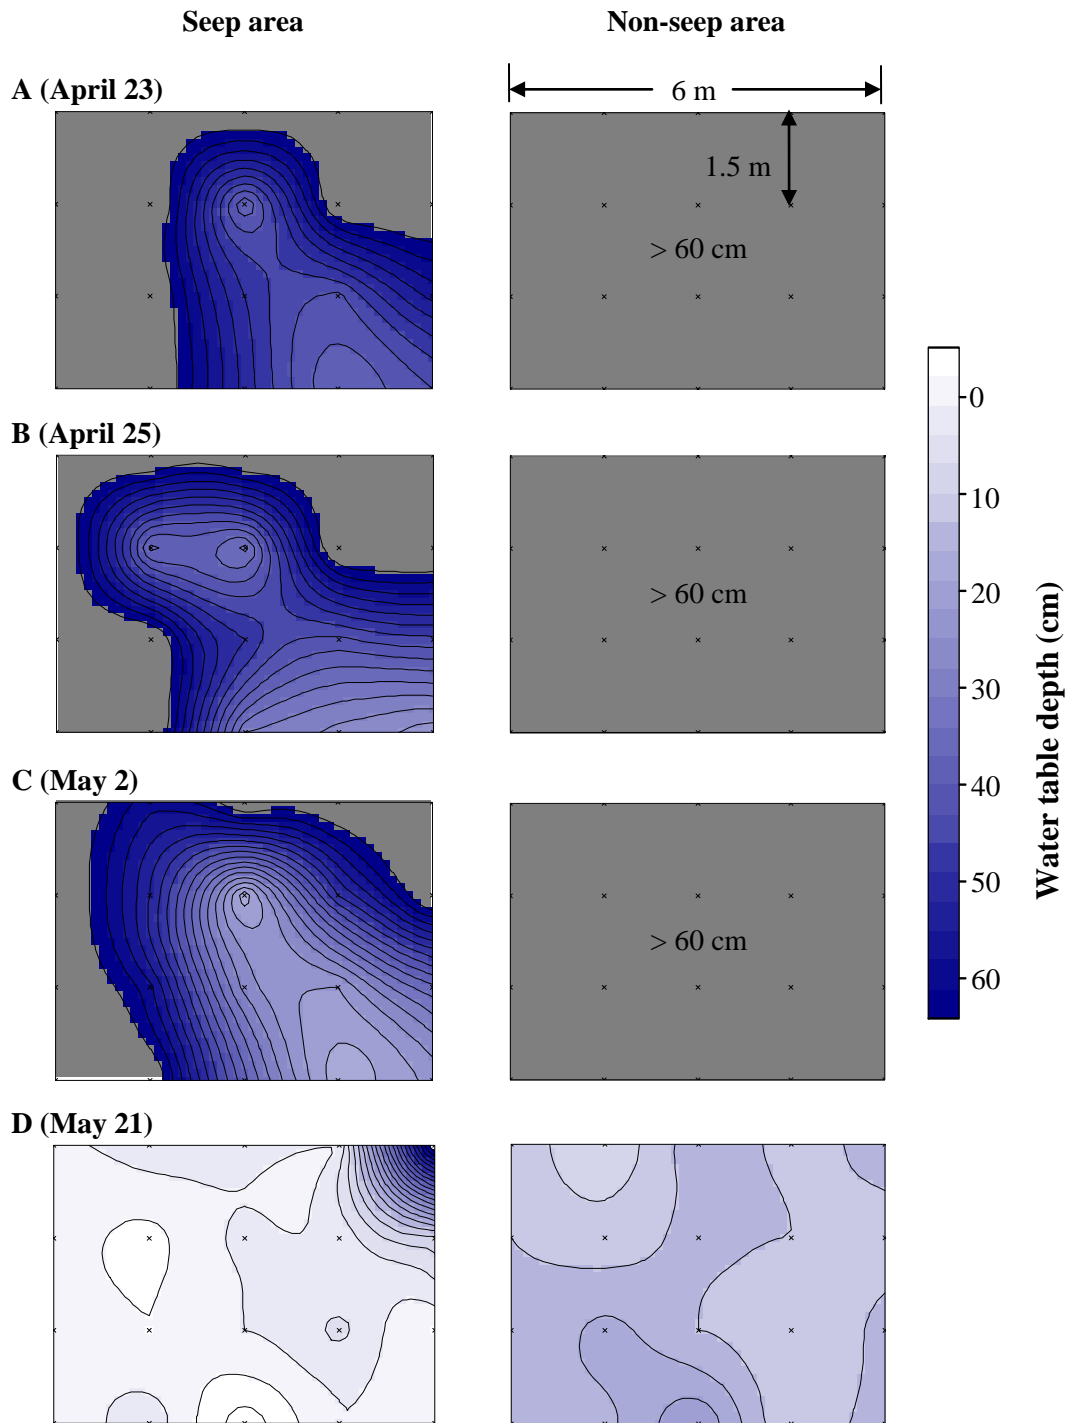 Seep area
Non-seep area
A (April 23)
6 m
1.5 m
> 60 cm
B (April 25)
> 60 cm
C (May 2)
> 60 cm
D (May 21)
0
10
20
30
40
50
60
Water table depth (cm)